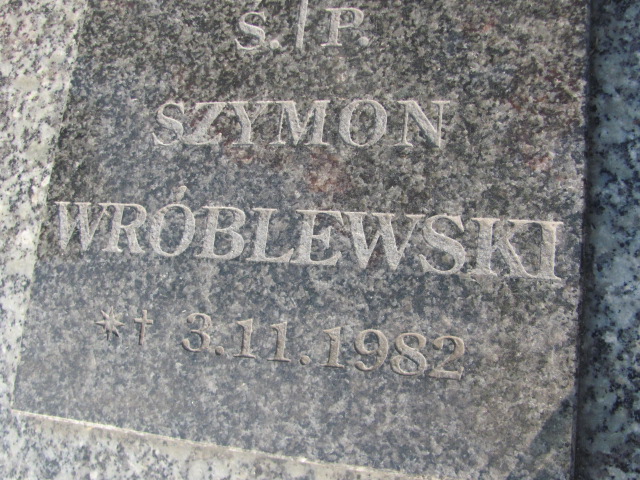 Ś. † P.
SZYMON
WRÓBLEWSKI
* † 3.11.1982